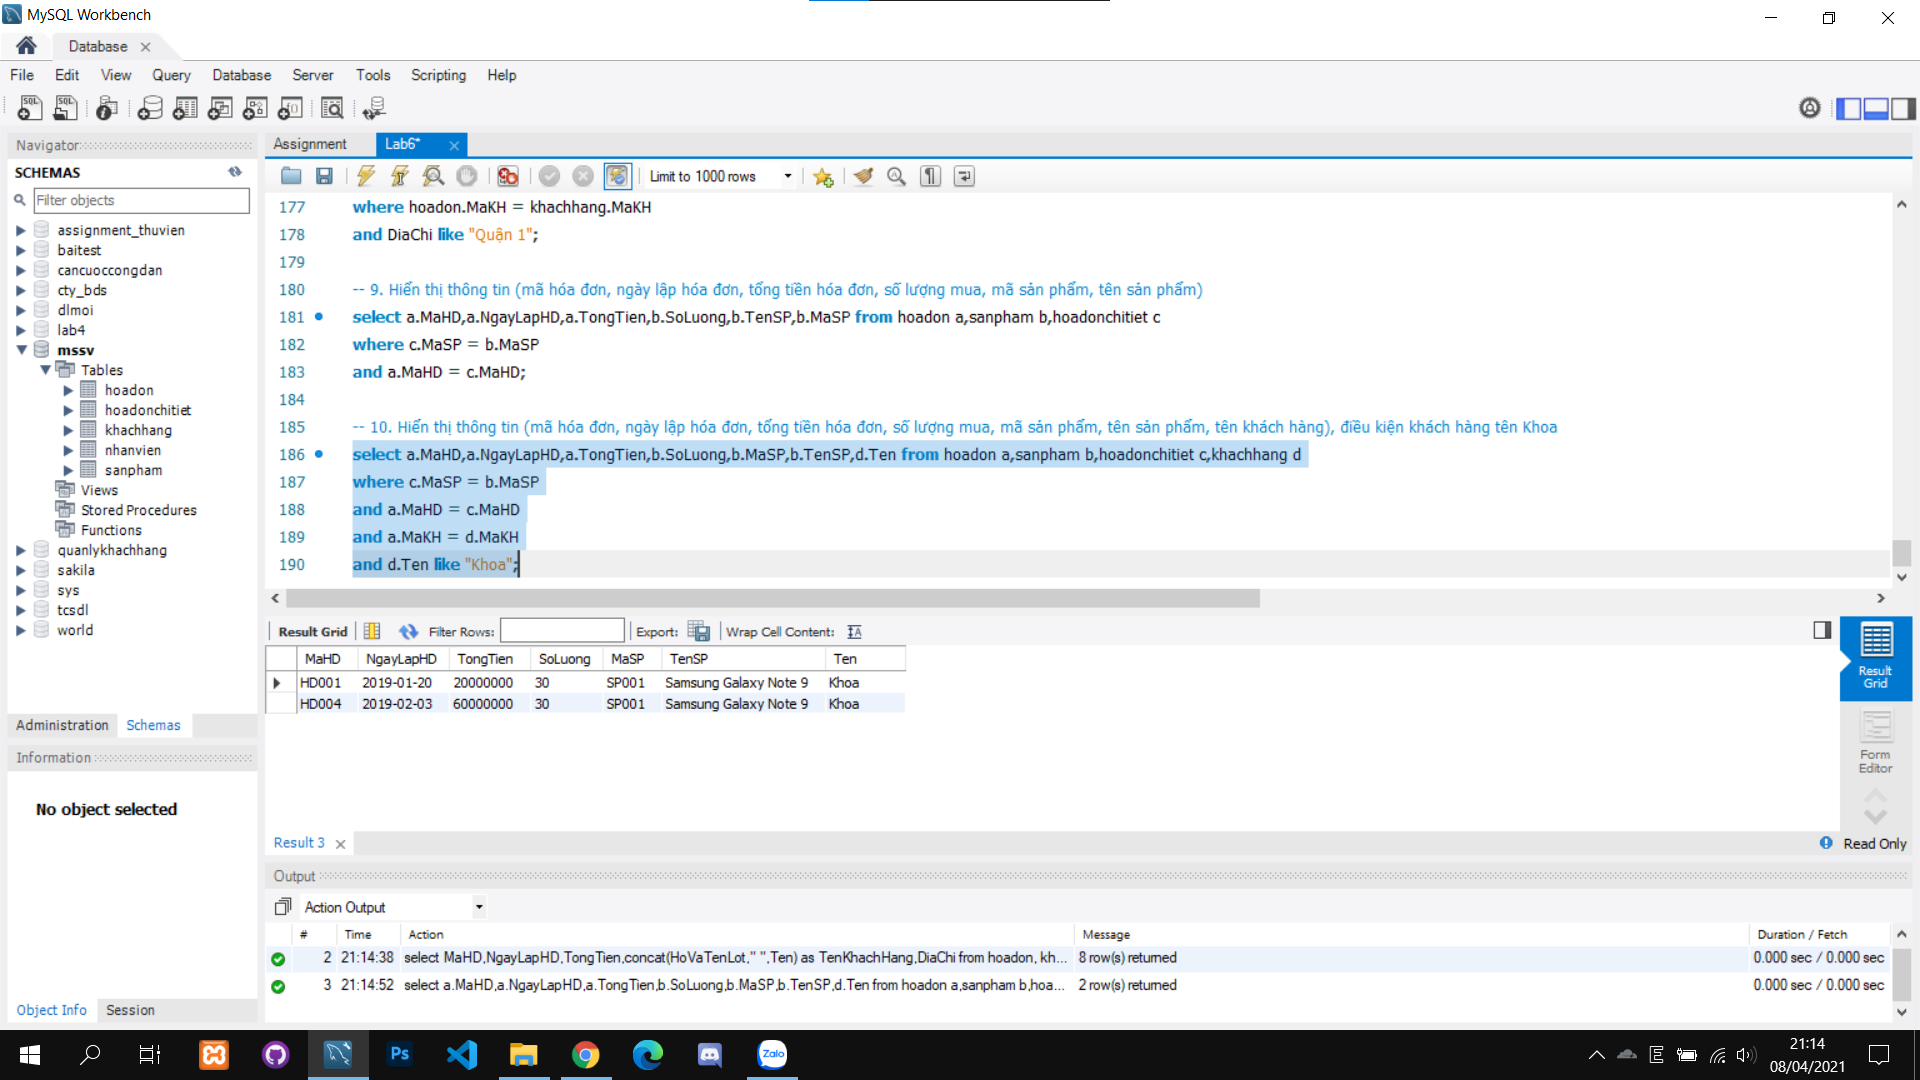 MySQL Workbench
Database
File Edit View Query Database Server Tools Scripting Help
Navigator
SCHEMAS
Filter objects
assignment_thuvien
baitest
cancuoccongdan
cty_bds
dlmoi
lab4
mssv
Tables
hoadon
hoadonchitiet
khachhang
nhanvien
sanpham
Views
Stored Procedures
Functions
quanlykhachhang
sakila
sys
tcsdl
world
Administration Schemas
Information
No object selected
Object Info Session
Assignment Lab6*
Limit to 1000 rows
177 where hoadon.MaKH = khachhang.MaKH
178 and DiaChi like "Quận 1";
179
180 -- 9. Hiển thị thông tin (mã hóa đơn, ngày lập hóa đơn, tổng tiền hóa đơn, số lượng mua, mã sản phẩm, tên sản phẩm)
181 select a.MaHD,a.NgayLapHD,a.TongTien,b.SoLuong,b.TenSP,b.MaSP from hoadon a,sanpham b,hoadonchitiet c
182 where c.MaSP = b.MaSP
183 and a.MaHD = c.MaHD;
184
185 -- 10. Hiển thị thông tin (mã hóa đơn, ngày lập hóa đơn, tổng tiền hóa đơn, số lượng mua, mã sản phẩm, tên sản phẩm, tên khách hàng), điều kiện khách hàng tên Khoa
186 select a.MaHD,a.NgayLapHD,a.TongTien,b.SoLuong,b.MaSP,b.TenSP,d.Ten from hoadon a,sanpham b,hoadonchitiet c,khachhang d
187 where c.MaSP = b.MaSP
188 and a.MaHD = c.MaHD
189 and a.MaKH = d.MaKH
190 and d.Ten like "Khoa";
Result Grid Filter Rows: Export: Wrap Cell Content:
MaHD NgayLapHD TongTien SoLuong MaSP TenSP Ten
HD001 2019-01-20 20000000 30 SP001 Samsung Galaxy Note 9 Khoa
HD004 2019-02-03 60000000 30 SP001 Samsung Galaxy Note 9 Khoa
Result Grid
Form Editor
Result 3
Read Only
Output
Action Output
# Time Action Message Duration / Fetch
2 21:14:38 select MaHD,NgayLapHD,TongTien,concat(HoVaTenLot," ",Ten) as TenKhachHang,DiaChi from hoadon, kh... 8 row(s) returned 0.000 sec / 0.000 sec
3 21:14:52 select a.MaHD,a.NgayLapHD,a.TongTien,b.SoLuong,b.MaSP,b.TenSP,d.Ten from hoadon a,sanpham b,hoa... 2 row(s) returned 0.000 sec / 0.000 sec
Ps
Zalo
E
21:14
08/04/2021